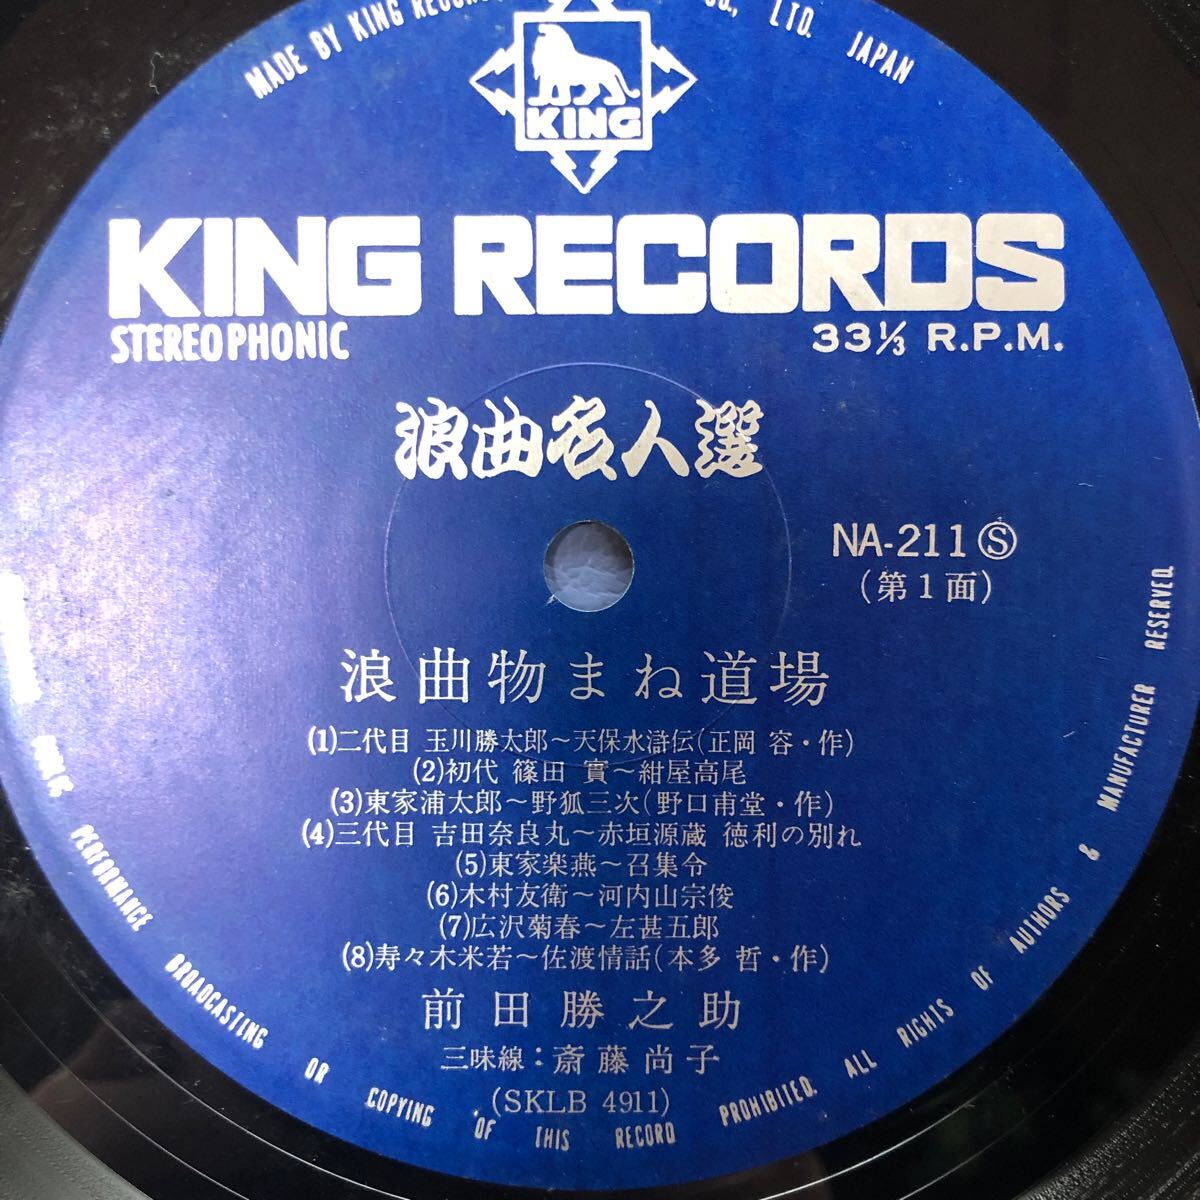 MADE BY KING RECORD CO., LTD. JAPAN
KING
KING RECORDS
STEREOPHONIC
33⅓ R.P.M.
浪曲名人選
NA-211 Ⓢ
(第1面)
浪曲物まね道場
(1)二代目 玉川勝太郎〜天保水滸伝(正岡 容・作)
(2)初代 篠田 實〜紺屋高尾
(3)東家浦太郎〜野狐三次(野口甫堂・作)
(4)三代目 吉田奈良丸〜赤垣源蔵 徳利の別れ
(5)東家楽燕〜召集令
(6)木村友衛〜河内山宗俊
(7)広沢菊春〜左甚五郎
(8)寿々木米若〜佐渡情話(本多 哲・作)
前田勝之助
三味線:斎藤尚子
(SKLB 4911)
PERFORMANCE BROADCASTING OR COPYING OF THIS RECORD PROHIBITED. ALL RIGHTS OF AUTHORS & MANUFACTURER RESERVED.